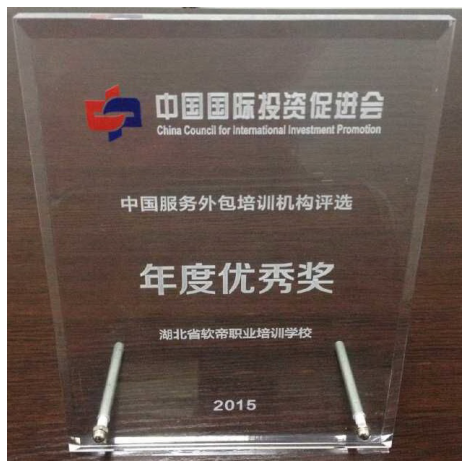 中国国际投资促进会
China Council for International Investment Promotion
中国服务外包培训机构评选
年度优秀奖
湖北省软帝职业培训学校
2015